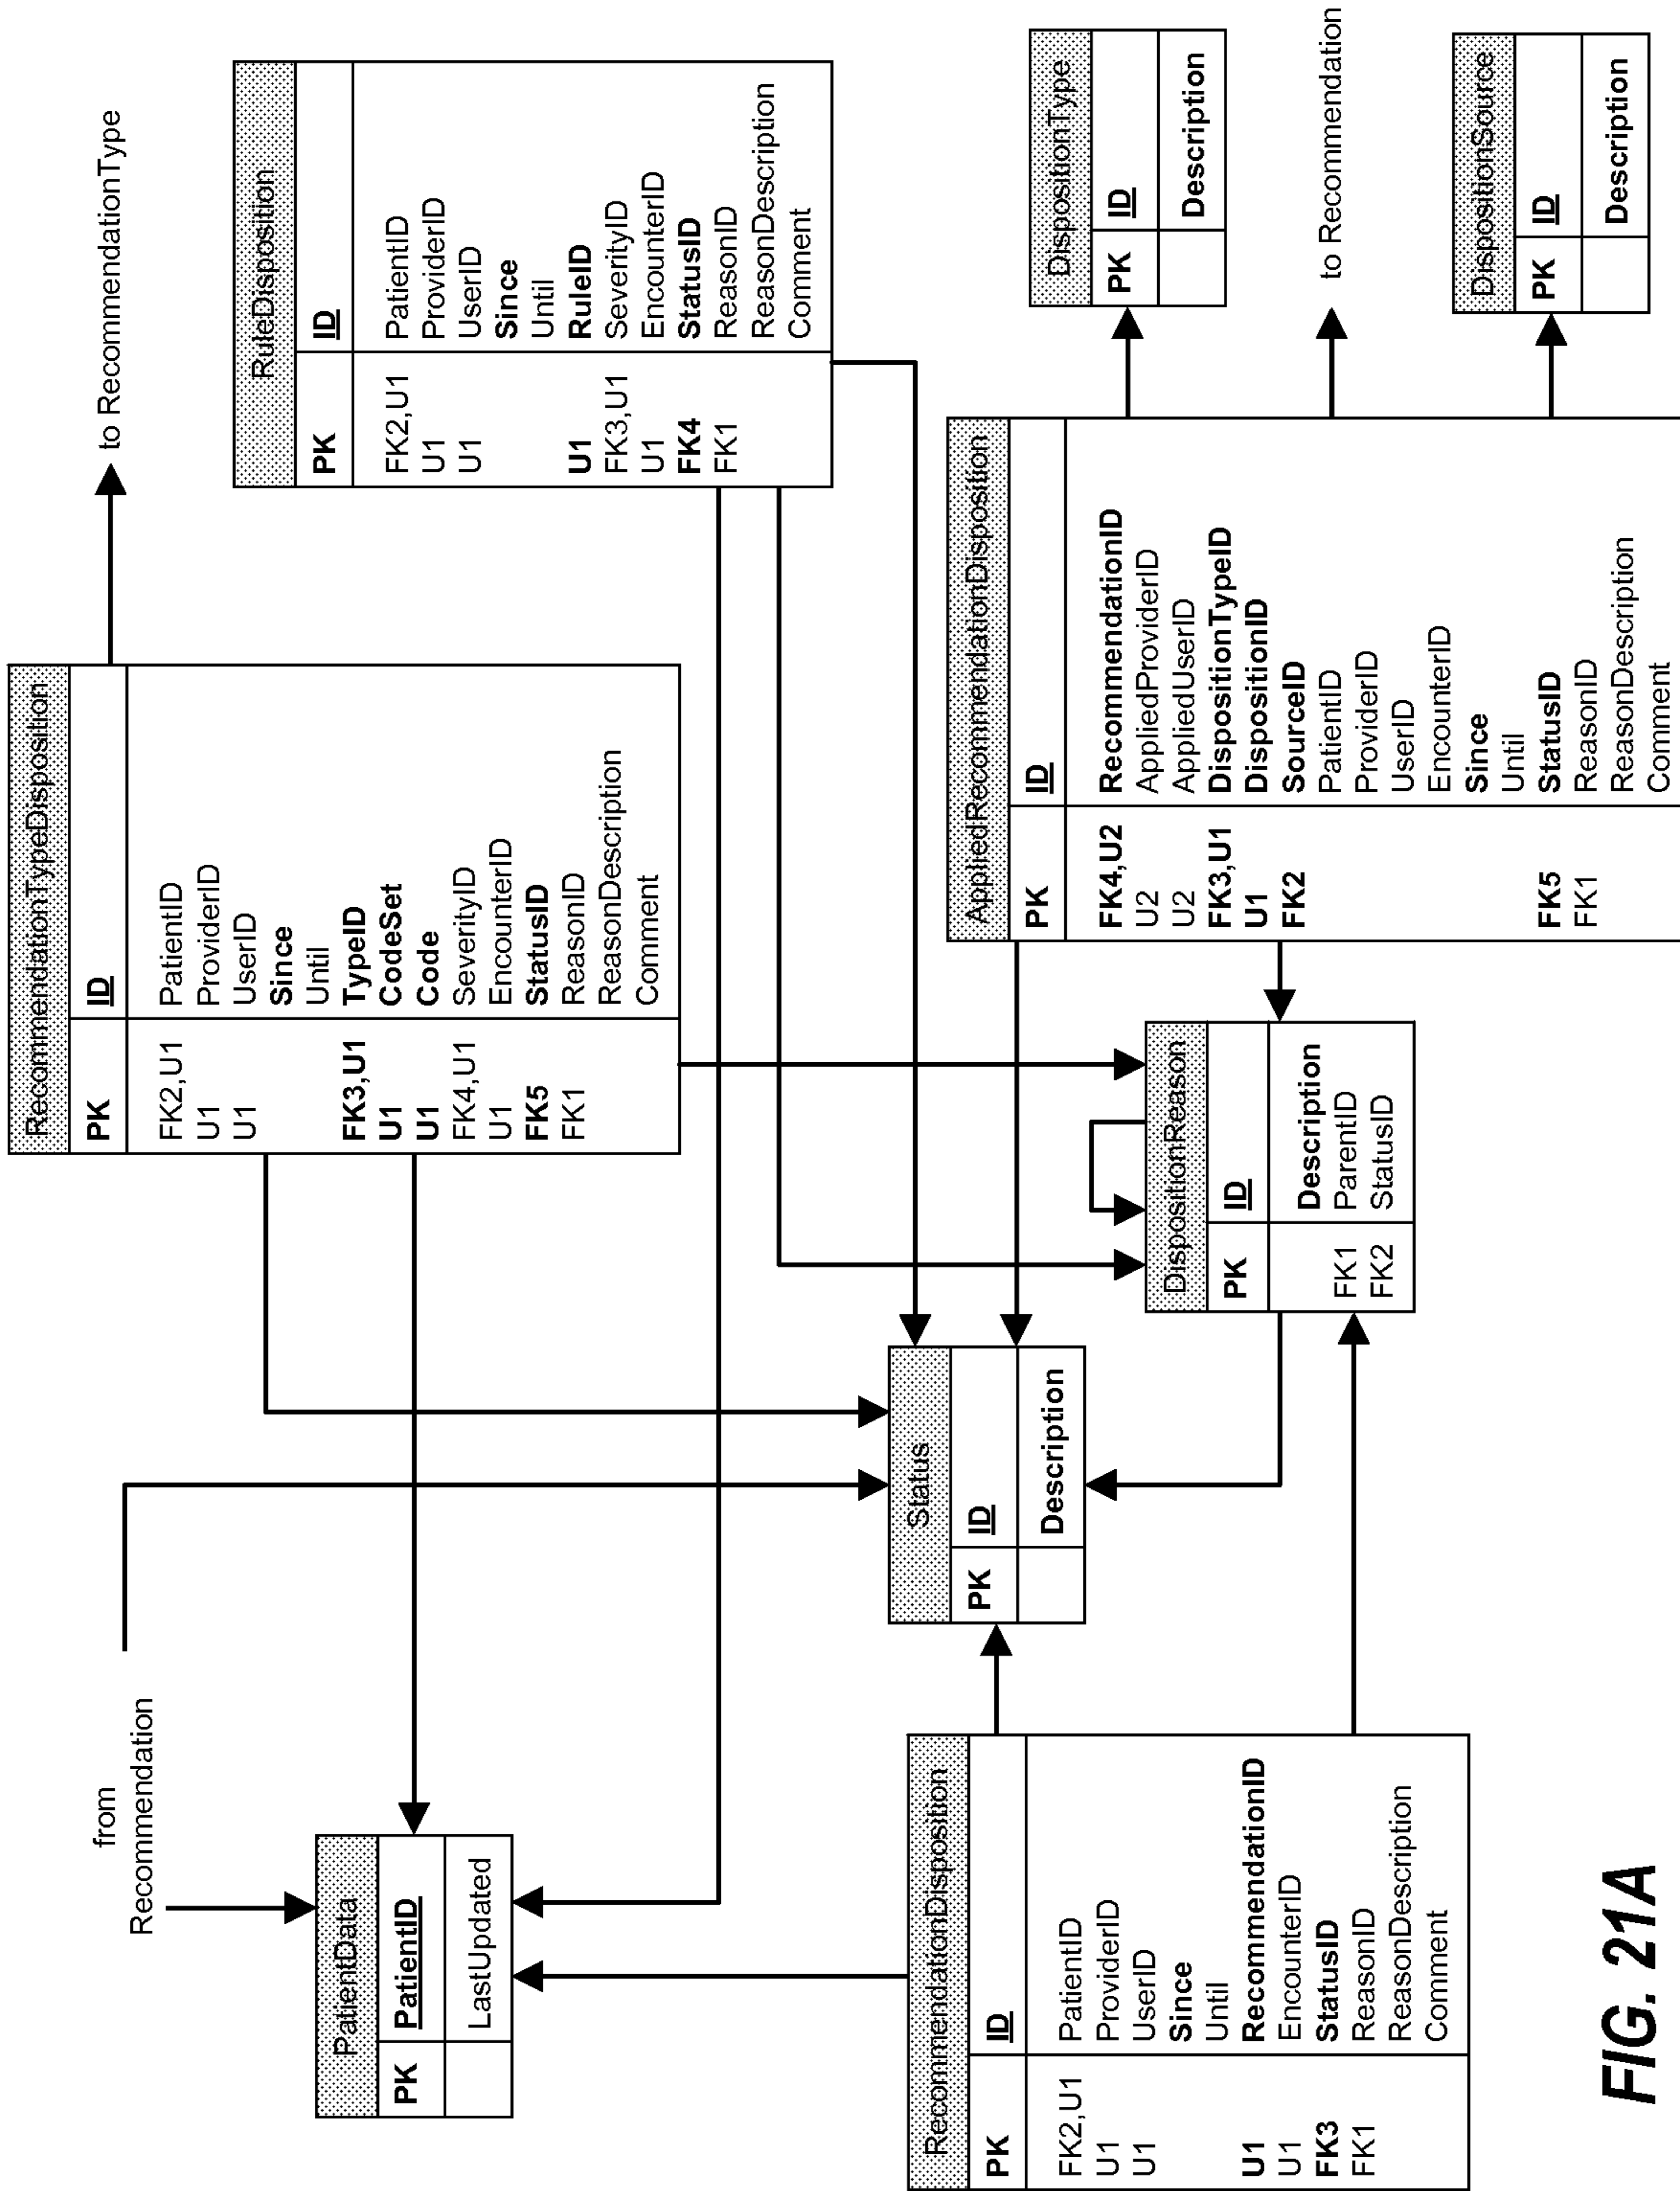 from
Recommendation
to RecommendationType
PatientData
PK PatientID
LastUpdated
RecommendationTypeDisposition
PK ID
FK2,U1 PatientID
U1 ProviderID
U1 UserID
Since
Until
FK3,U1 TypeID
U1 CodeSet
U1 Code
FK4,U1 SeverityID
U1 EncounterID
FK5 StatusID
FK1 ReasonID
ReasonDescription
Comment
RuleDisposition
PK ID
FK2,U1 PatientID
U1 ProviderID
U1 UserID
Since
Until
U1 RuleID
FK3,U1 SeverityID
U1 EncounterID
FK4 StatusID
FK1 ReasonID
ReasonDescription
Comment
Status
PK ID
Description
RecommendationDisposition
PK ID
FK2,U1 PatientID
U1 ProviderID
U1 UserID
Since
Until
U1 RecommendationID
U1 EncounterID
FK3 StatusID
FK1 ReasonID
ReasonDescription
Comment
DispositionReason
PK ID
Description
FK1 ParentID
FK2 StatusID
AppliedRecommendationDisposition
PK ID
FK4,U2 RecommendationID
U2 AppliedProviderID
U2 AppliedUserID
FK3,U1 DispositionTypeID
U1 DispositionID
FK2 SourceID
PatientID
ProviderID
UserID
EncounterID
Since
Until
FK5 StatusID
FK1 ReasonID
ReasonDescription
Comment
DispositionType
PK ID
Description
to Recommendation
DispositionSource
PK ID
Description
FIG. 21A